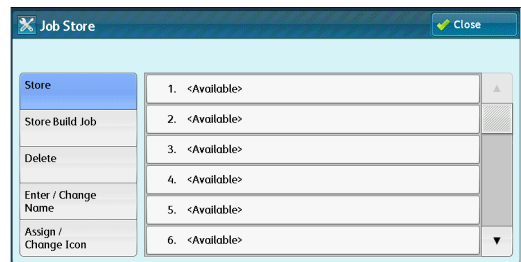 Job Store
Close
Store
Store Build Job
Delete
Enter / Change
Name
Assign /
Change Icon
1. <Available>
2. <Available>
3. <Available>
4. <Available>
5. <Available>
6. <Available>